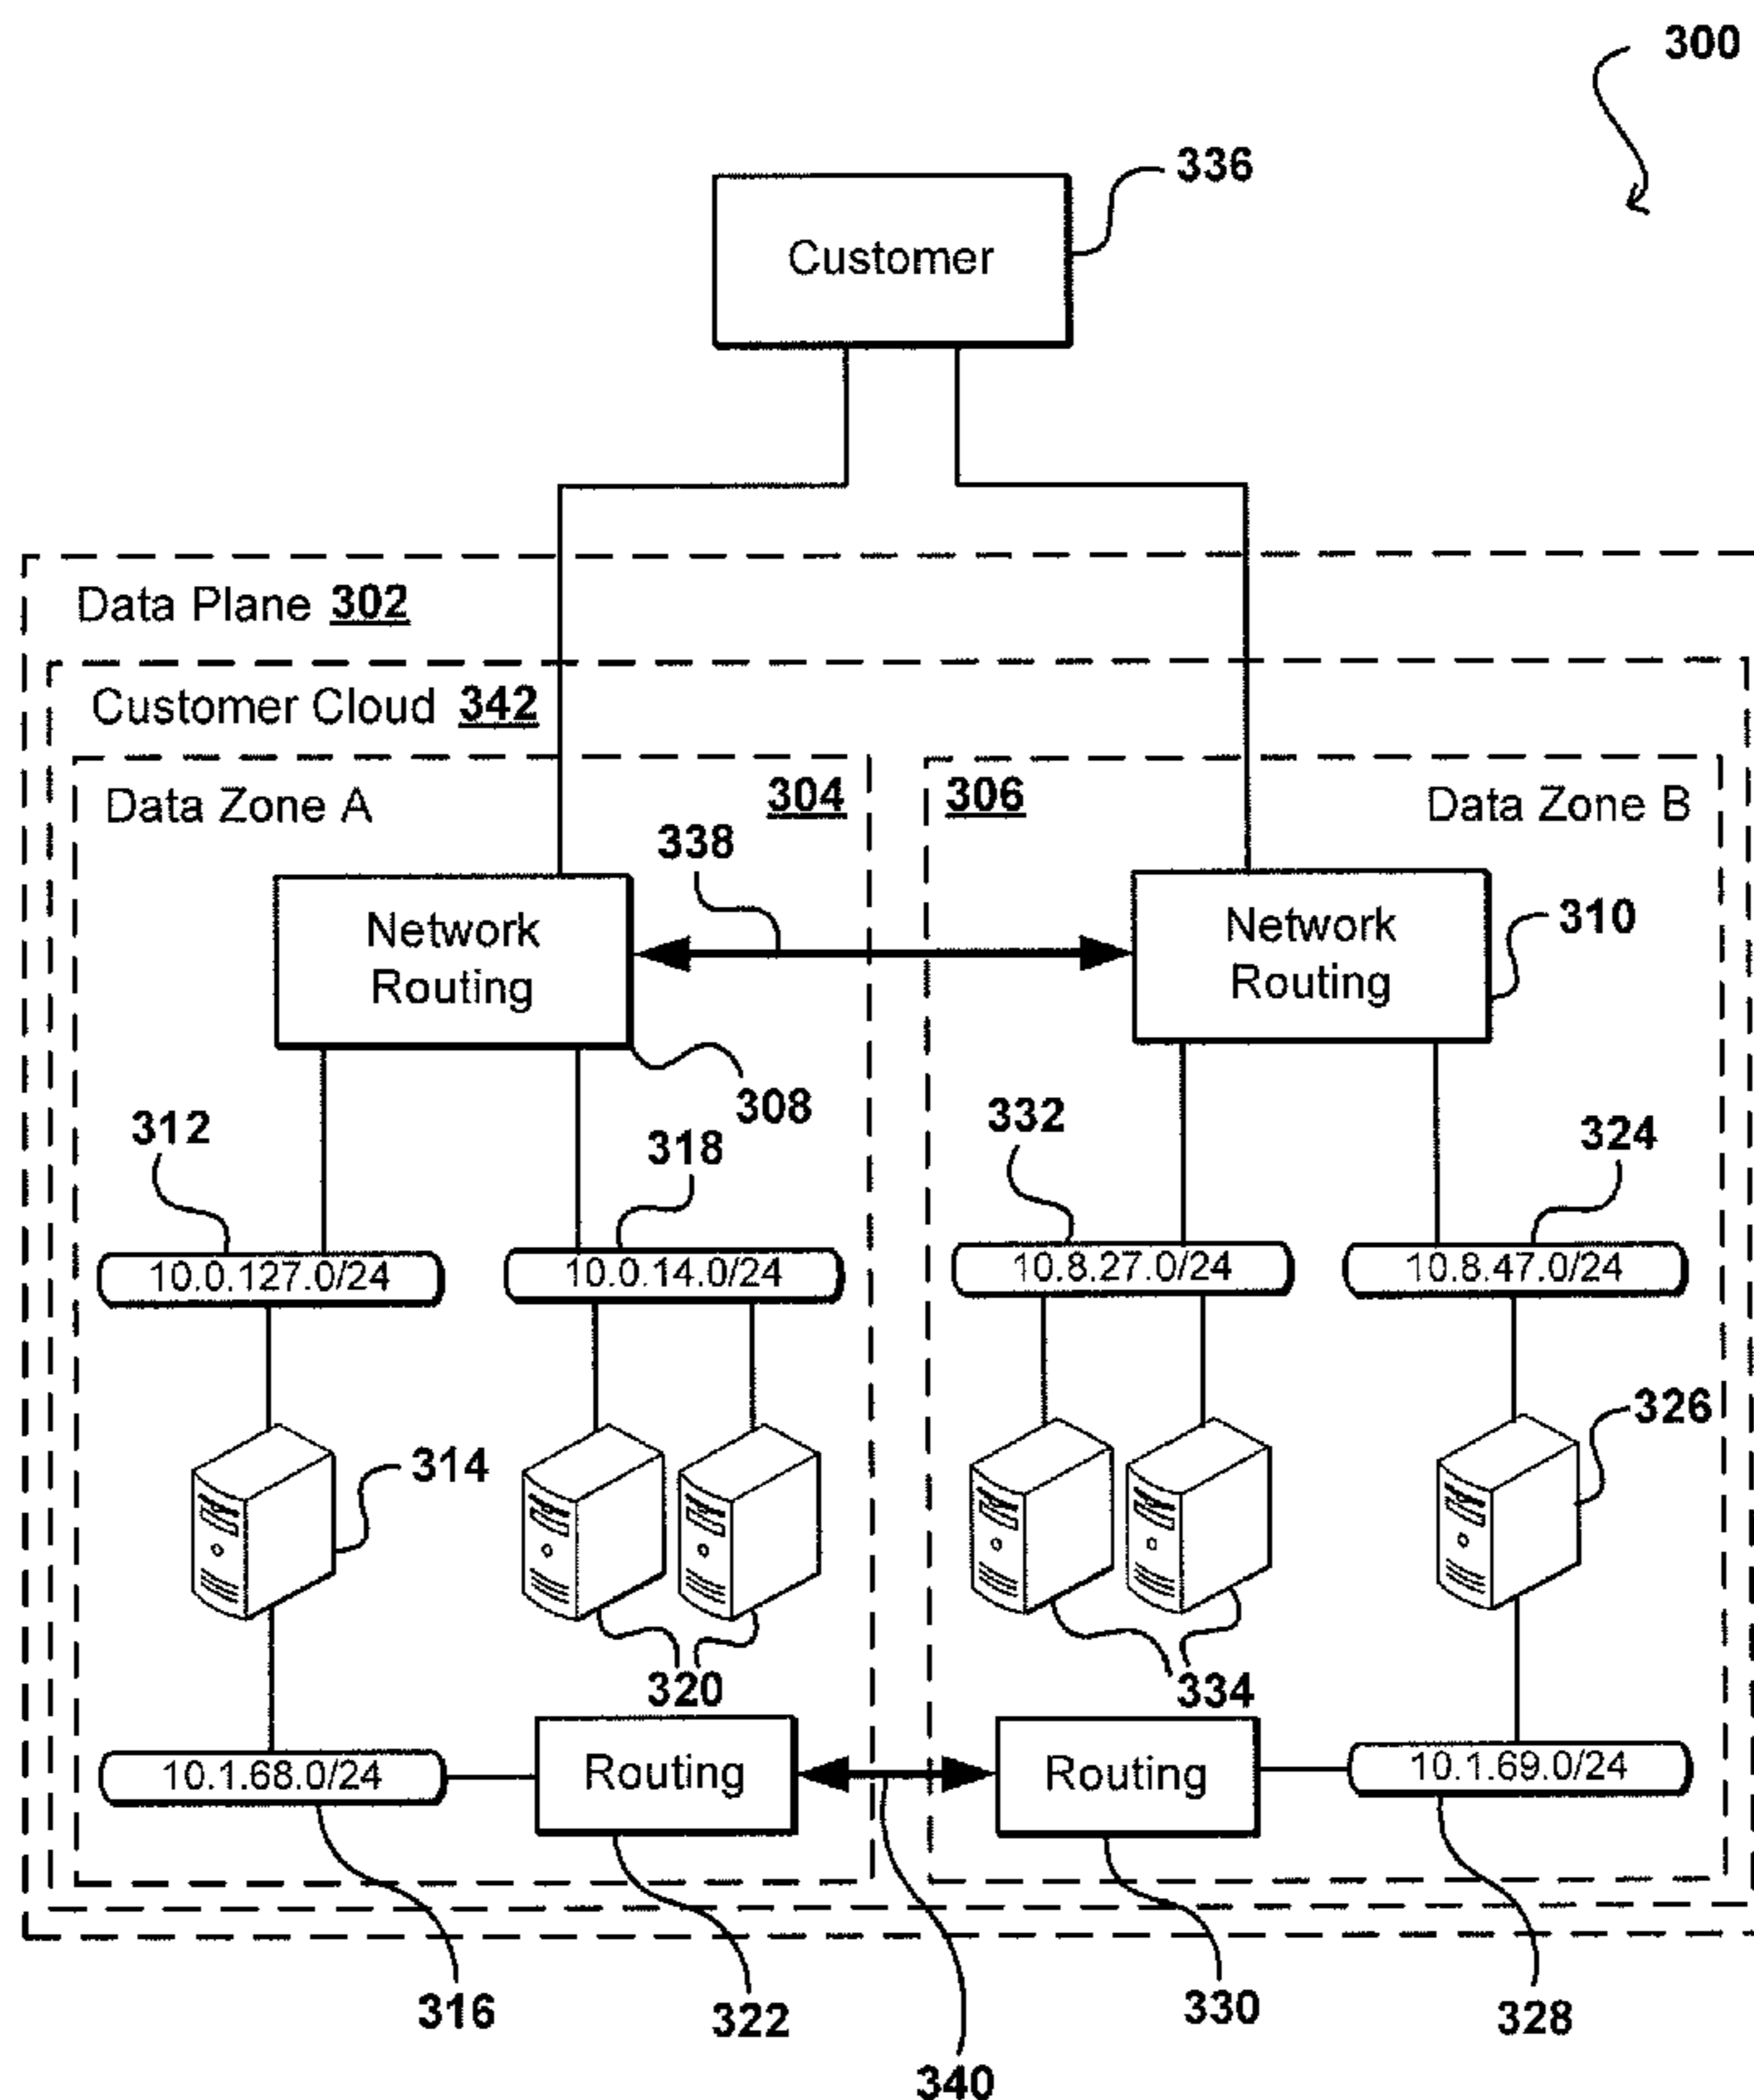 300
336
Customer
Data Plane 302
Customer Cloud 342
Data Zone A 304
306 Data Zone B
338
Network
Routing
Network
Routing
310
308
312
318
332
324
10.0.127.0/24
10.0.14.0/24
10.8.27.0/24
10.8.47.0/24
314
326
320
334
10.1.68.0/24
Routing
Routing
10.1.69.0/24
316
322
340
330
328